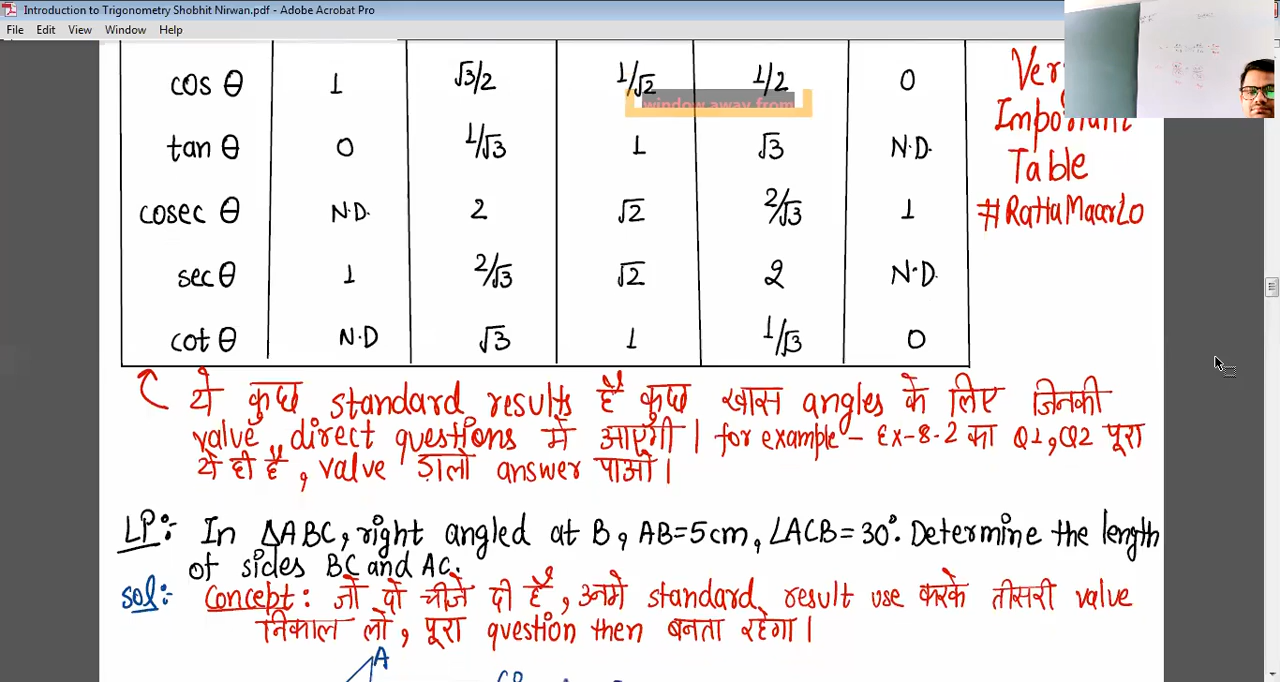 Introduction to Trigonometry Shobhit Nirwan.pdf - Adobe Acrobat Pro
File Edit View Window Help
cos θ 1 √3/2 1/√2 1/2 0
window away from
tan θ 0 1/√3 1 √3 N.D.
cosec θ N.D. 2 √2 2/√3 1
sec θ 1 2/√3 √2 2 N.D.
cot θ N.D √3 1 1/√3 0
Important
Table
#RattaMaarLo
ये कुछ standard results हैं कुछ खास angles के लिए जिनकी
value direct questions में आएंगी। for example - Ex-8.2 का Q1, Q2 पूरा
ये ही है, value डालो answer पाओ।
LP:- In ΔABC, right angled at B, AB=5cm, ∠ACB=30°. Determine the length
of sides BC and AC.
Sol:- Concept: जो दो चीजें दी हैं, उनमे standard result use करके तीसरी value
निकाल लो, पूरा question then बनता रहेगा।
A